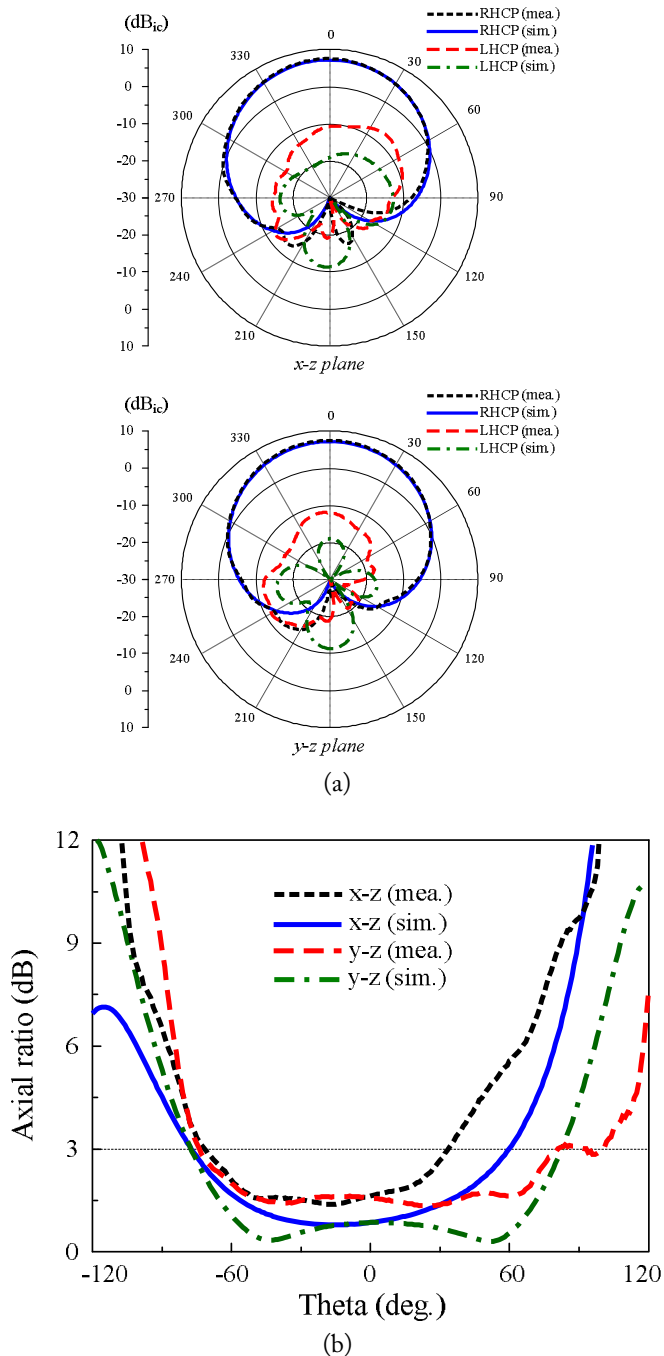 (dBic)
RHCP (mea.)
RHCP (sim.)
LHCP (mea.)
LHCP (sim.)
10
0
-10
-20
-30
-20
-10
0
10
0
30
60
90
120
150
210
240
270
300
330
x-z plane
(dBic)
RHCP (mea.)
RHCP (sim.)
LHCP (mea.)
LHCP (sim.)
10
0
-10
-20
-30
-20
-10
0
10
0
30
60
90
120
150
210
240
270
300
330
y-z plane
(a)
12
9
6
3
0
Axial ratio (dB)
x-z (mea.)
x-z (sim.)
y-z (mea.)
y-z (sim.)
-120
-60
0
60
120
Theta (deg.)
(b)